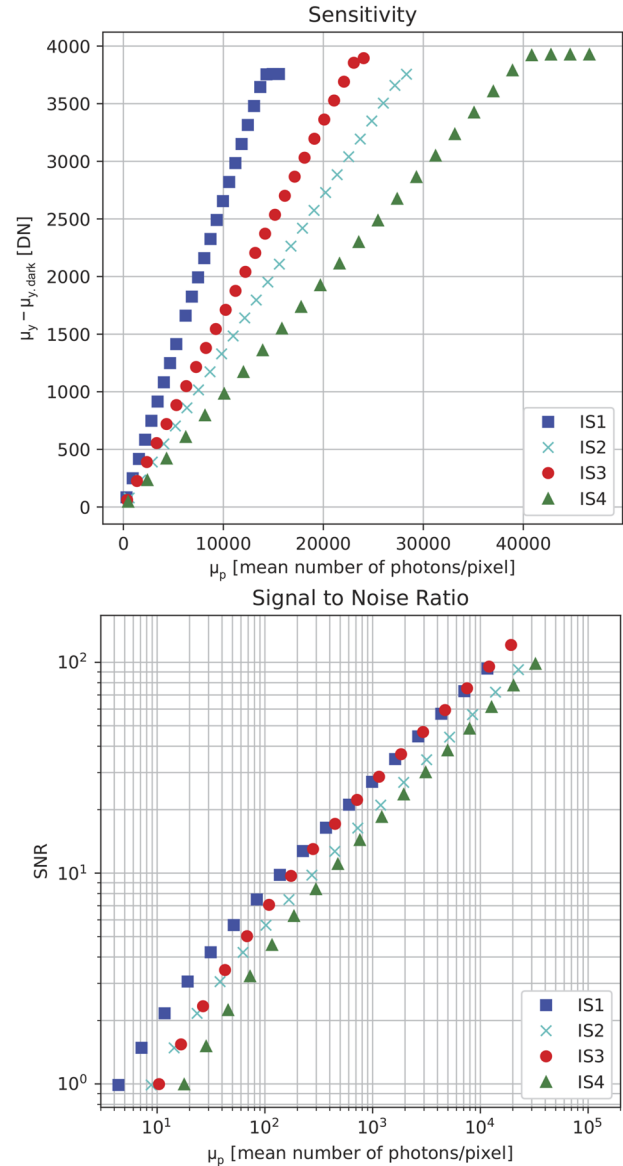 Sensitivity
4000
3500
3000
2500
2000
1500
1000
500
0
μy − μy.dark [DN]
IS1
IS2
IS3
IS4
0 10000 20000 30000 40000
μp [mean number of photons/pixel]
Signal to Noise Ratio
10²
10¹
10⁰
SNR
IS1
IS2
IS3
IS4
10¹ 10² 10³ 10⁴ 10⁵
μp [mean number of photons/pixel]